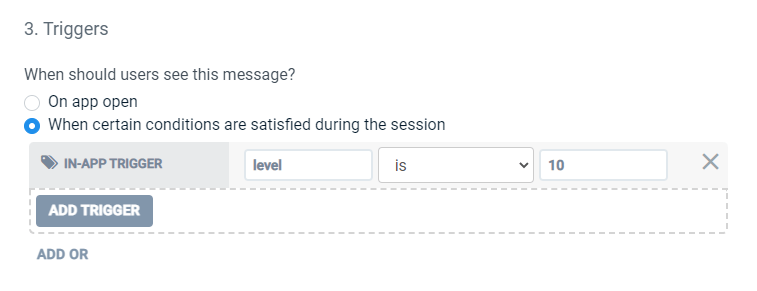 3. Triggers
When should users see this message?
On app open
When certain conditions are satisfied during the session
IN-APP TRIGGER level is 10
ADD TRIGGER
ADD OR